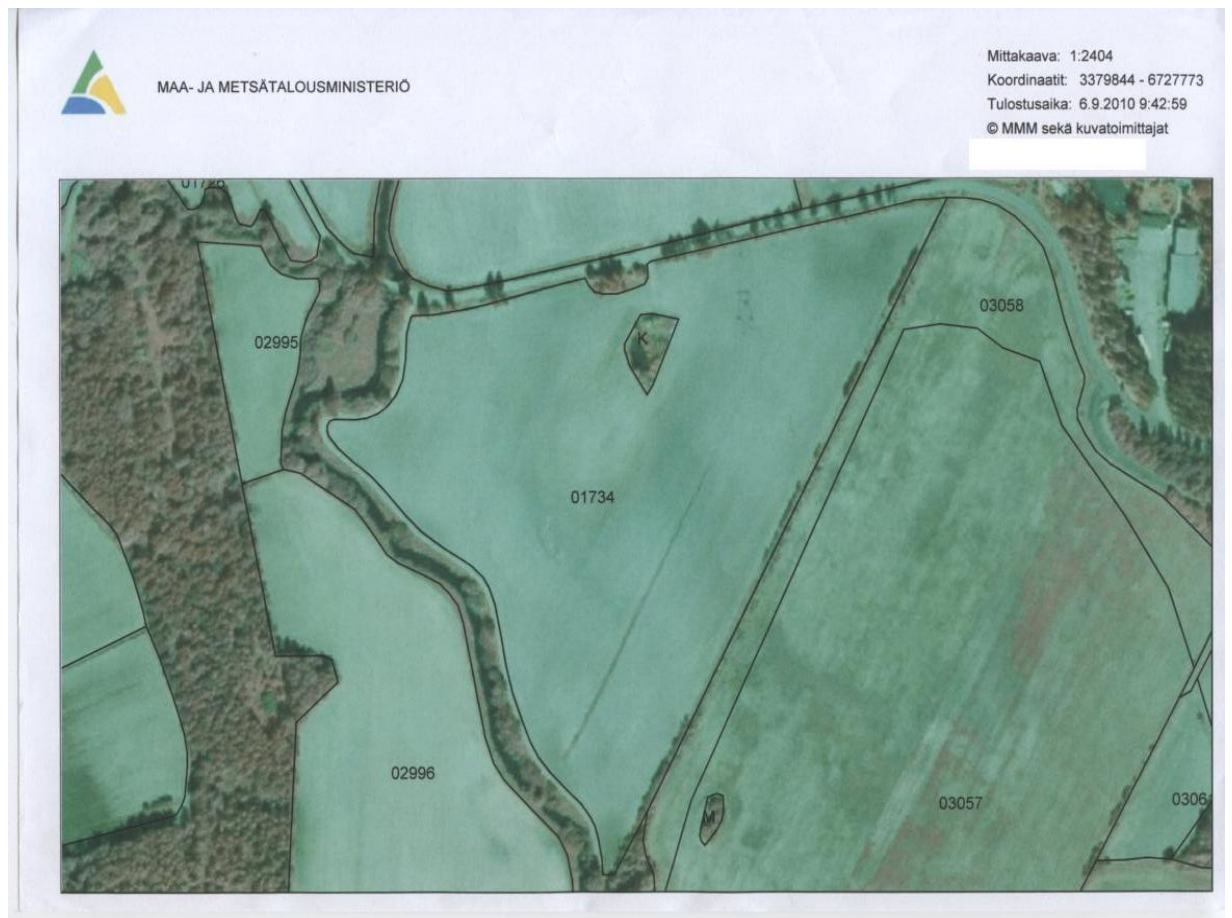 MAA- JA METSÄTALOUSMINISTERIÖ
Mittakaava: 1:2404
Koordinaatit: 3379844 - 6727773
Tulostusaika: 6.9.2010 9:42:59
© MMM sekä kuvatoimittajat
02995
03058
K
01734
02996
M
03057
0306